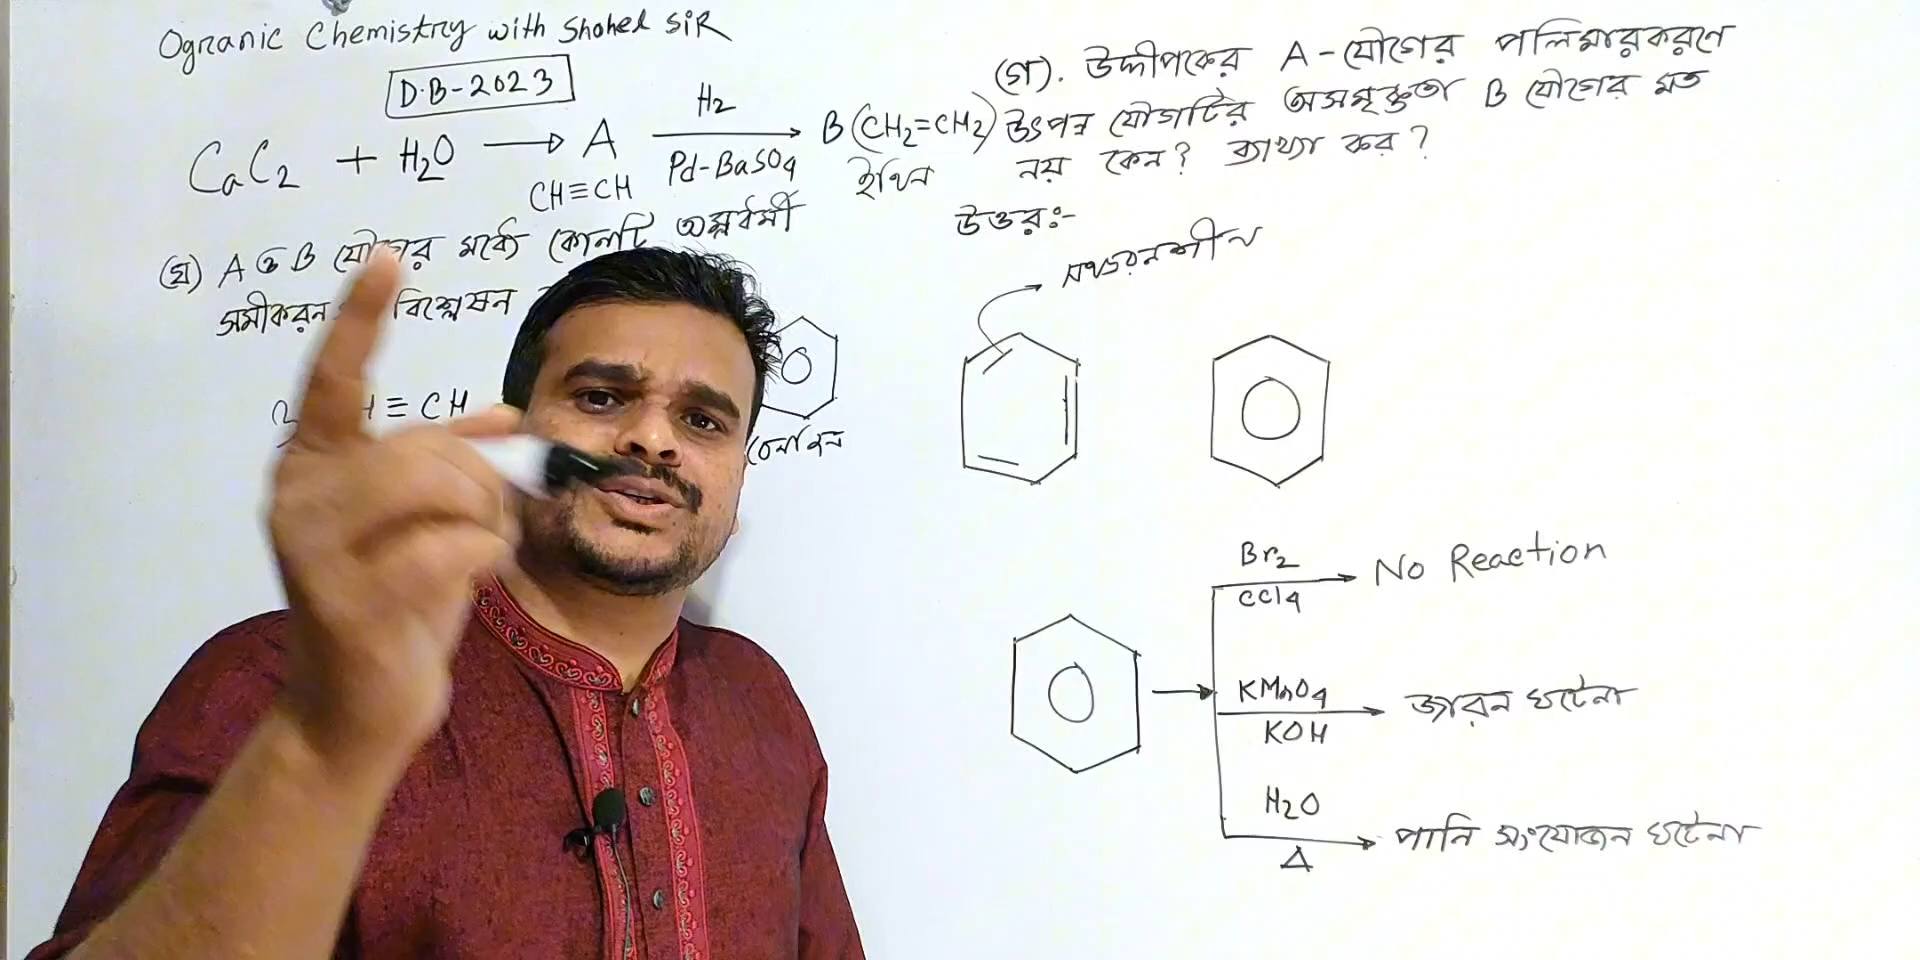 Ogranic Chemistry with Shohed SiR
D.B-2023
CaC₂ + H₂O → A H₂ Pd-BaSO₄ → B (CH₂=CH₂)
CH≡CH
ইথিন
(ঘ) A ও B যৌগের মধ্যে কোনটি অম্লধর্মী
সমীকরন বিশ্লেষন
≡ CH
(গ). উদ্দীপকের A-যৌগের পলিমারকরণে
উৎপন্ন যৌগটির অসম্পৃক্ততা B যৌগের মত
নয় কেন? ব্যাখ্যা কর?
উত্তরঃ-
সঞ্চরনশীল
Br₂
CCl₄
No Reaction
KMnO₄
KOH
জারন ঘটেনা
H₂O
Δ
পানি সংযোজন ঘটেনা